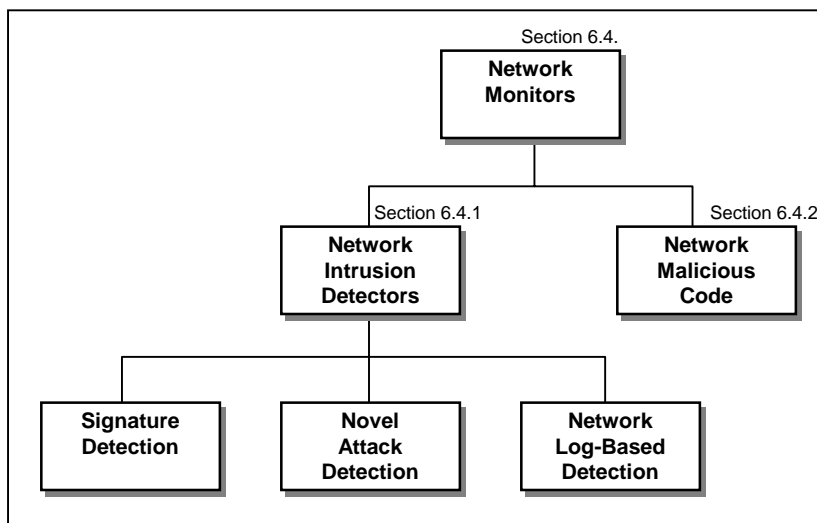 Section 6.4.
Network
Monitors
Section 6.4.1
Section 6.4.2
Network
Intrusion
Detectors
Network
Malicious
Code
Signature
Detection
Novel
Attack
Detection
Network
Log-Based
Detection